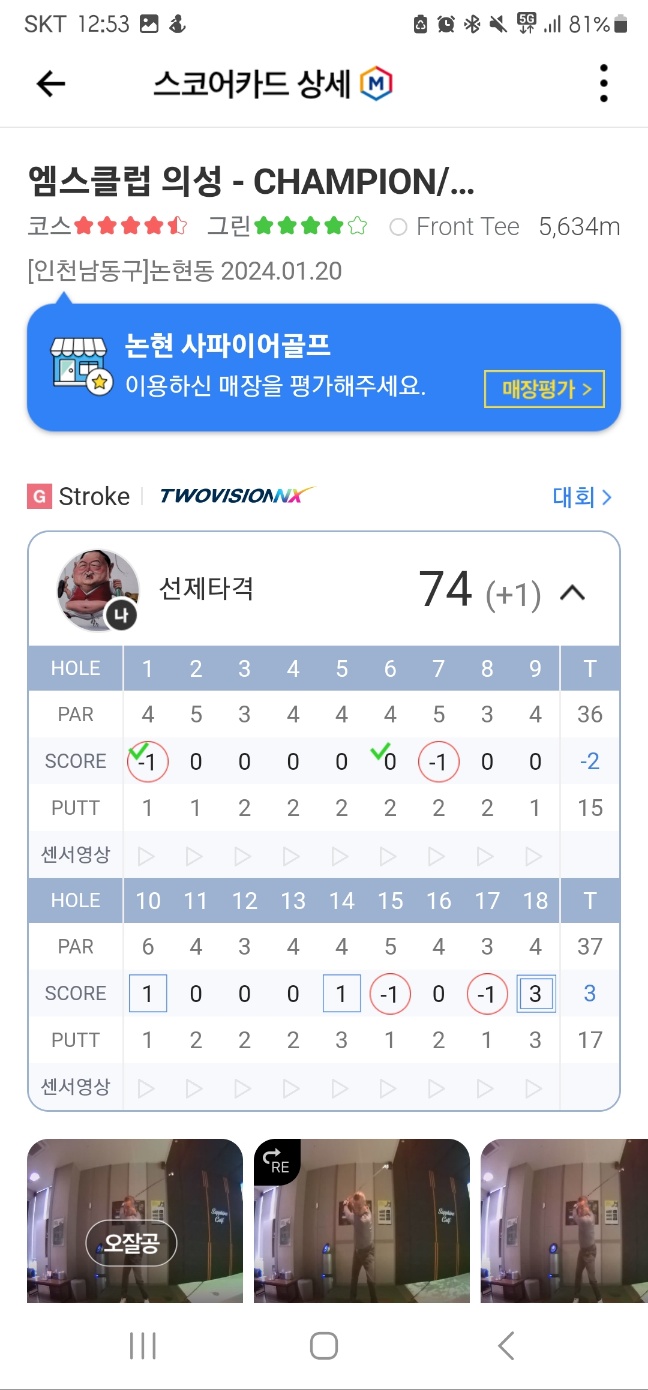 SKT 12:53 5G 81%
스코어카드 상세 M
엠스클럽 의성 - CHAMPION/...
코스 그린 Front Tee 5,634m
[인천남동구]논현동 2024.01.20
논현 사파이어골프
이용하신 매장을 평가해주세요. 매장평가 >
G Stroke TWOVISIONNX 대회 >
나 선제타격 74 (+1)
HOLE 1 2 3 4 5 6 7 8 9 T
PAR 4 5 3 4 4 4 5 3 4 36
SCORE -1 0 0 0 0 0 -1 0 0 -2
PUTT 1 1 2 2 2 2 2 2 1 15
센서영상
HOLE 10 11 12 13 14 15 16 17 18 T
PAR 6 4 3 4 4 5 4 3 4 37
SCORE 1 0 0 0 1 -1 0 -1 3 3
PUTT 1 2 2 2 3 1 2 1 3 17
센서영상
RE
오잘공
Sapphire Golf
Sapphire Golf